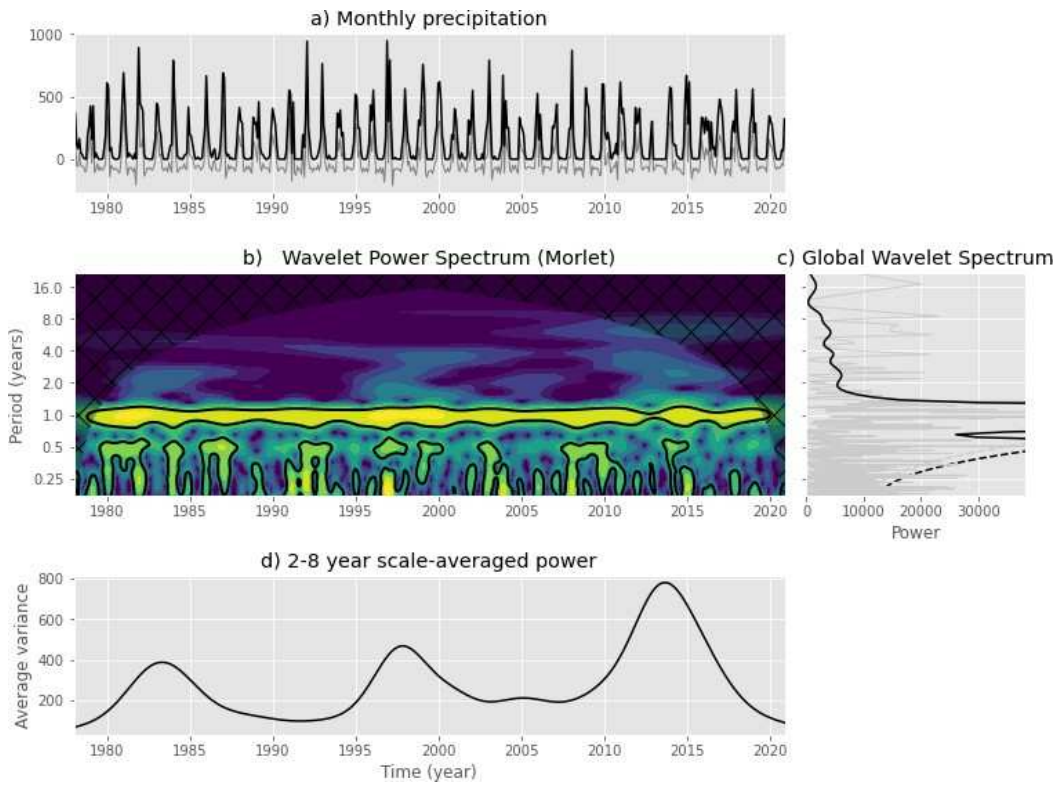 a) Monthly precipitation
1000
500
0
1980 1985 1990 1995 2000 2005 2010 2015 2020
b) Wavelet Power Spectrum (Morlet)
c) Global Wavelet Spectrum
Period (years)
16.0
8.0
4.0
2.0
1.0
0.5
0.25
1980 1985 1990 1995 2000 2005 2010 2015 2020
0 10000 20000 30000
Power
d) 2-8 year scale-averaged power
Average variance
800
600
400
200
1980 1985 1990 1995 2000 2005 2010 2015 2020
Time (year)